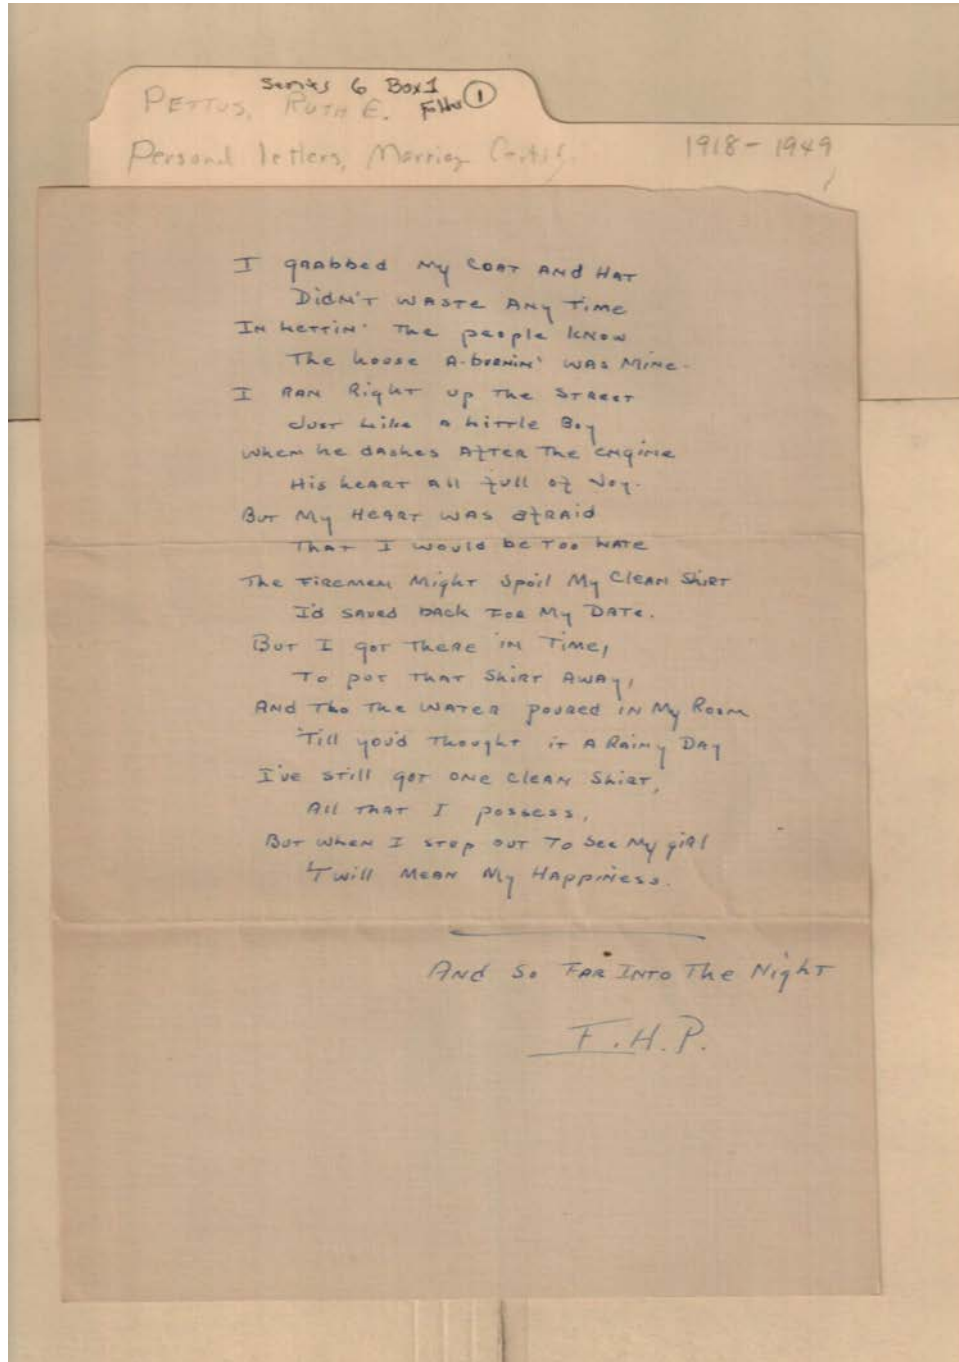 Series 6 Box 1
PETTUS, RUTH E. Folder 1
Personal letters, Marriag Certif.
1918-1949
I grabbed my coat and hat
Didn't waste any time
In lettin' the people know
The house a-burnin' was mine.
I ran right up the street
Just like a little boy
When he dashes after the engine
His heart all full of joy.
But my heart was afraid
That I would be too late
The firemen might spoil my clean shirt
I'd saved back for my date.
But I got there in time,
To put that shirt away,
And tho the water poured in my room
'Till you'd thought it a rainy day
I've still got one clean shirt,
All that I possess,
But when I step out to see my girl
'Twill mean my happiness.
And so far into the night
F.H.P.